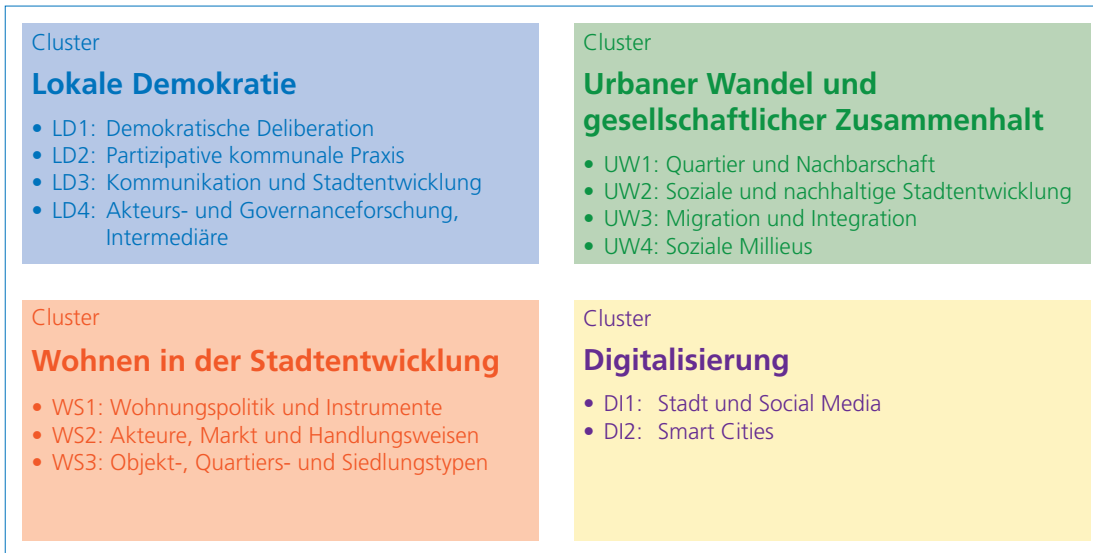 Cluster
Lokale Demokratie
• LD1: Demokratische Deliberation
• LD2: Partizipative kommunale Praxis
• LD3: Kommunikation und Stadtentwicklung
• LD4: Akteurs- und Governanceforschung,
Intermediäre
Cluster
Urbaner Wandel und
gesellschaftlicher Zusammenhalt
• UW1: Quartier und Nachbarschaft
• UW2: Soziale und nachhaltige Stadtentwicklung
• UW3: Migration und Integration
• UW4: Soziale Millieus
Cluster
Wohnen in der Stadtentwicklung
• WS1: Wohnungspolitik und Instrumente
• WS2: Akteure, Markt und Handlungsweisen
• WS3: Objekt-, Quartiers- und Siedlungstypen
Cluster
Digitalisierung
• DI1: Stadt und Social Media
• DI2: Smart Cities